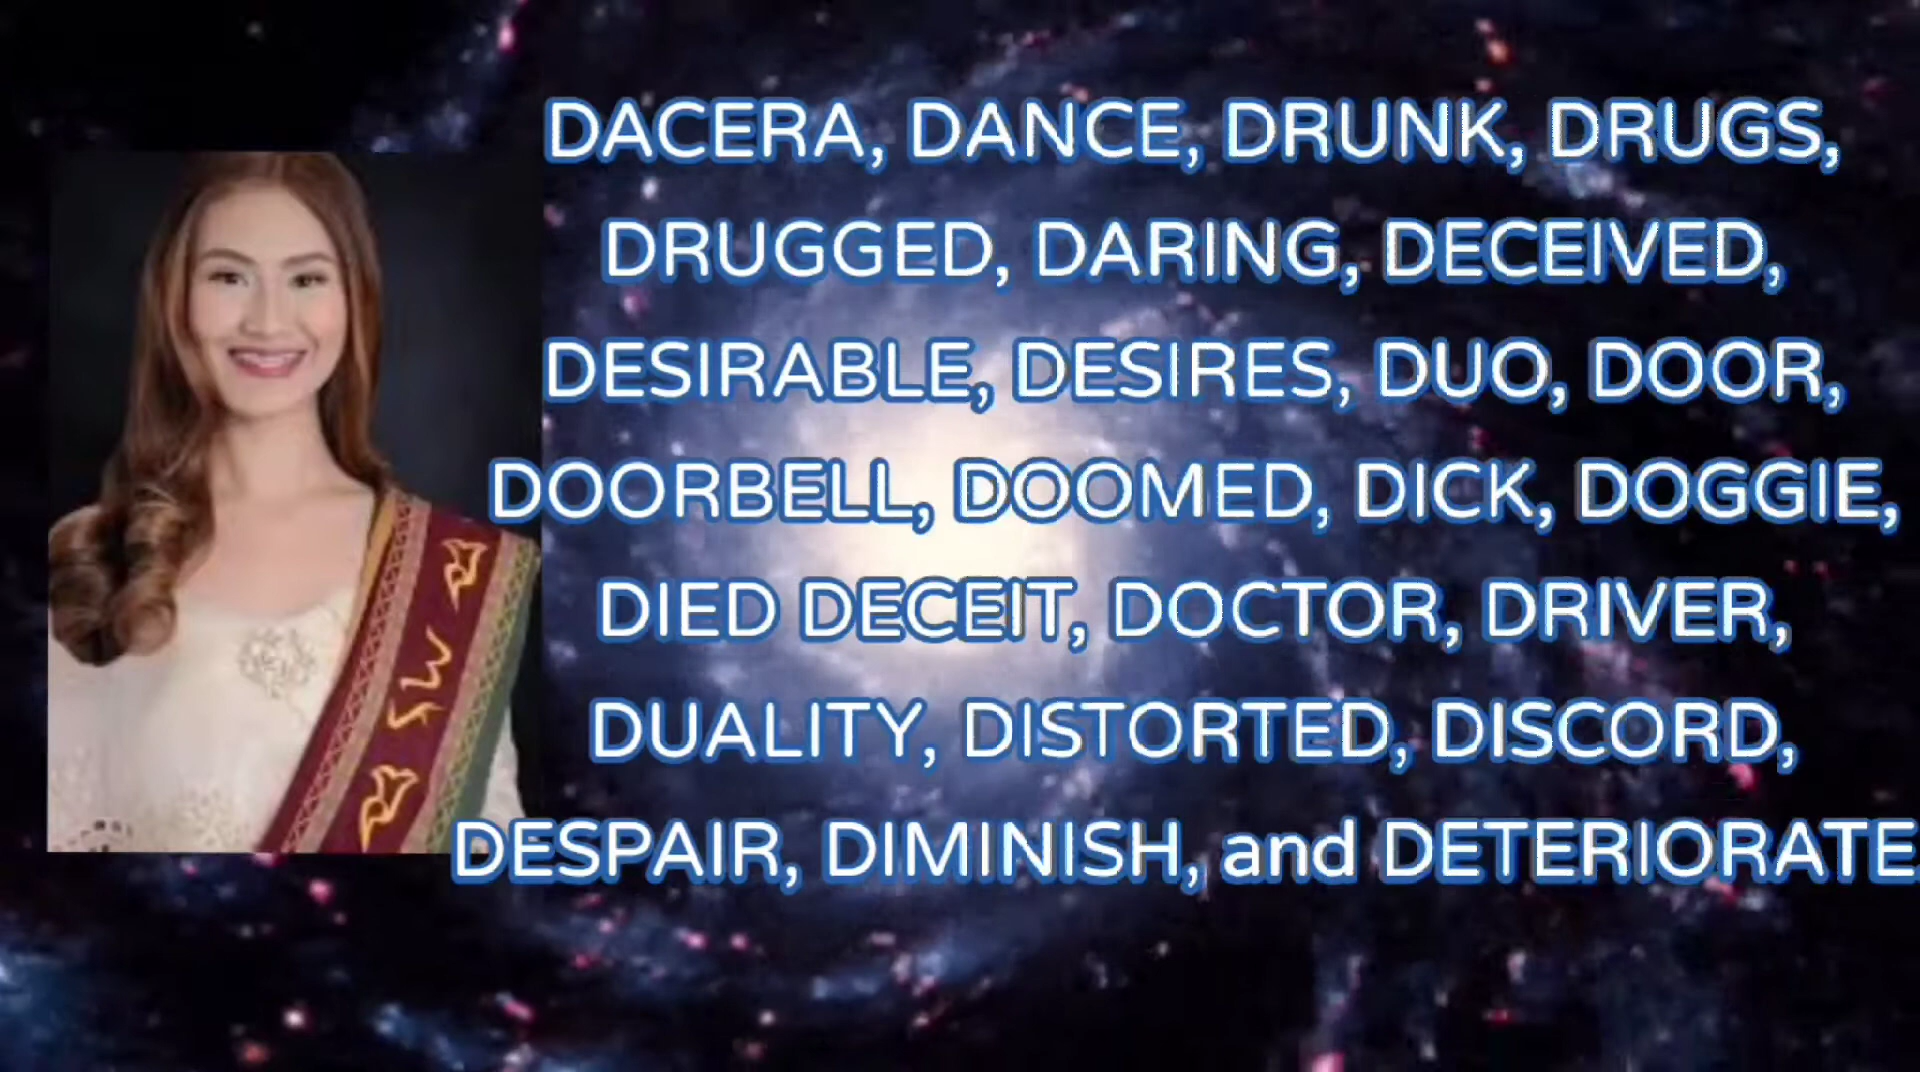 DACERA, DANCE, DRUNK, DRUGS,
DRUGGED, DARING, DECEIVED,
DESIRABLE, DESIRES, DUO, DOOR,
DOORBELL, DOOMED, DICK, DOGGIE,
DIED DECEIT, DOCTOR, DRIVER,
DUALITY, DISTORTED, DISCORD,
DESPAIR, DIMINISH, and DETERIORATE.